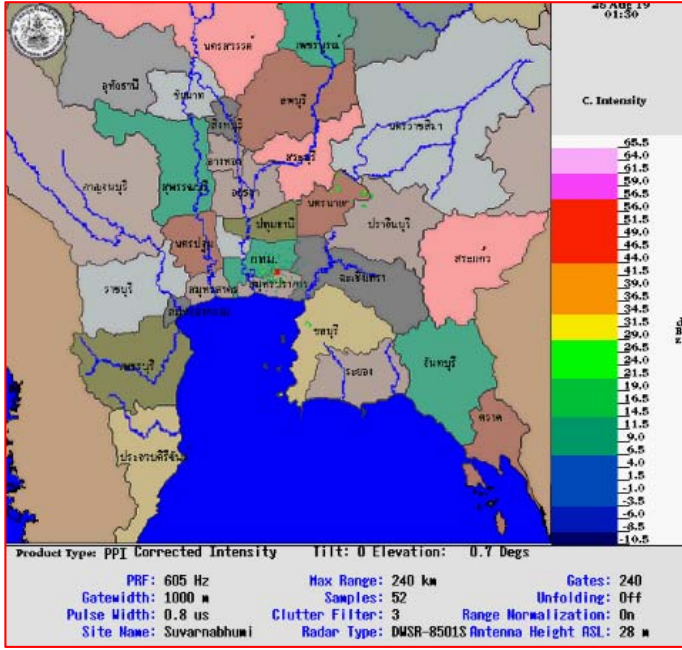 26 Aug 19
01:30
C. Intensity
65.5
64.0
61.5
59.0
56.5
56.0
51.5
49.0
46.5
44.0
41.5
39.0
36.5
34.5
31.5
29.0
26.5
24.0
21.5
19.0
16.5
14.5
11.5
9.0
6.5
4.0
1.5
-1.0
-3.5
-6.0
-8.5
-10.5
นครสวรรค์
เพชรบูรณ์
อุทัยธานี
ชัยนาท
ลพบุรี
สิงห์บุรี
นครราชสีมา
อ่างทอง
สระบุรี
กาญจนบุรี
สุพรรณบุรี
อยุธยา
นครนายก
ปราจีนบุรี
ปทุมธานี
นครปฐม
กทม.
สระแก้ว
ฉะเชิงเทรา
ราชบุรี
สมุทรสาคร
สมุทรปราการ
ชลบุรี
เพชรบุรี
ระยอง
จันทบุรี
ตราด
ประจวบคีรีขันธ์
Product Type: PPI Corrected Intensity Tilt: 0 Elevation: 0.7 Degs
PRF: 605 Hz Max Range: 240 km Gates: 240
Gatewidth: 1000 m Samples: 52 Unfolding: Off
Pulse Width: 0.8 us Clutter Filter: 3 Range Normalization: On
Site Name: Suvarnabhumi Radar Type: DWSR-8501S Antenna Height ASL: 28 m